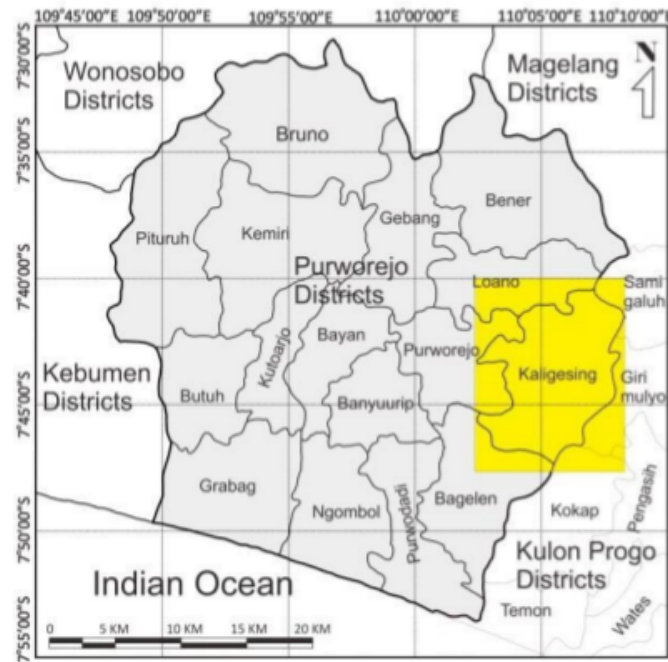 109°45'00"E 109°50'00"E 109°55'00"E 110°00'00"E 110°05'00"E 110°10'00"E
7°30'00"S
7°35'00"S
7°40'00"S
7°45'00"S
7°50'00"S
7°55'00"S
N
Wonosobo
Districts
Magelang
Districts
Bruno
Bener
Gebang
Pituruh
Kemiri
Purworejo
Districts
Loano
Sami
galuh
Kutoarjo
Bayan
Purworejo
Kaligesing
Kebumen
Districts
Giri
mulyo
Butuh
Banyuurip
Grabag
Ngombol
Purwodadi
Bagelen
Kokap
Pengasih
Kulon Progo
Districts
Indian Ocean
Temon
Wates
0 5 KM 10 KM 15 KM 20 KM